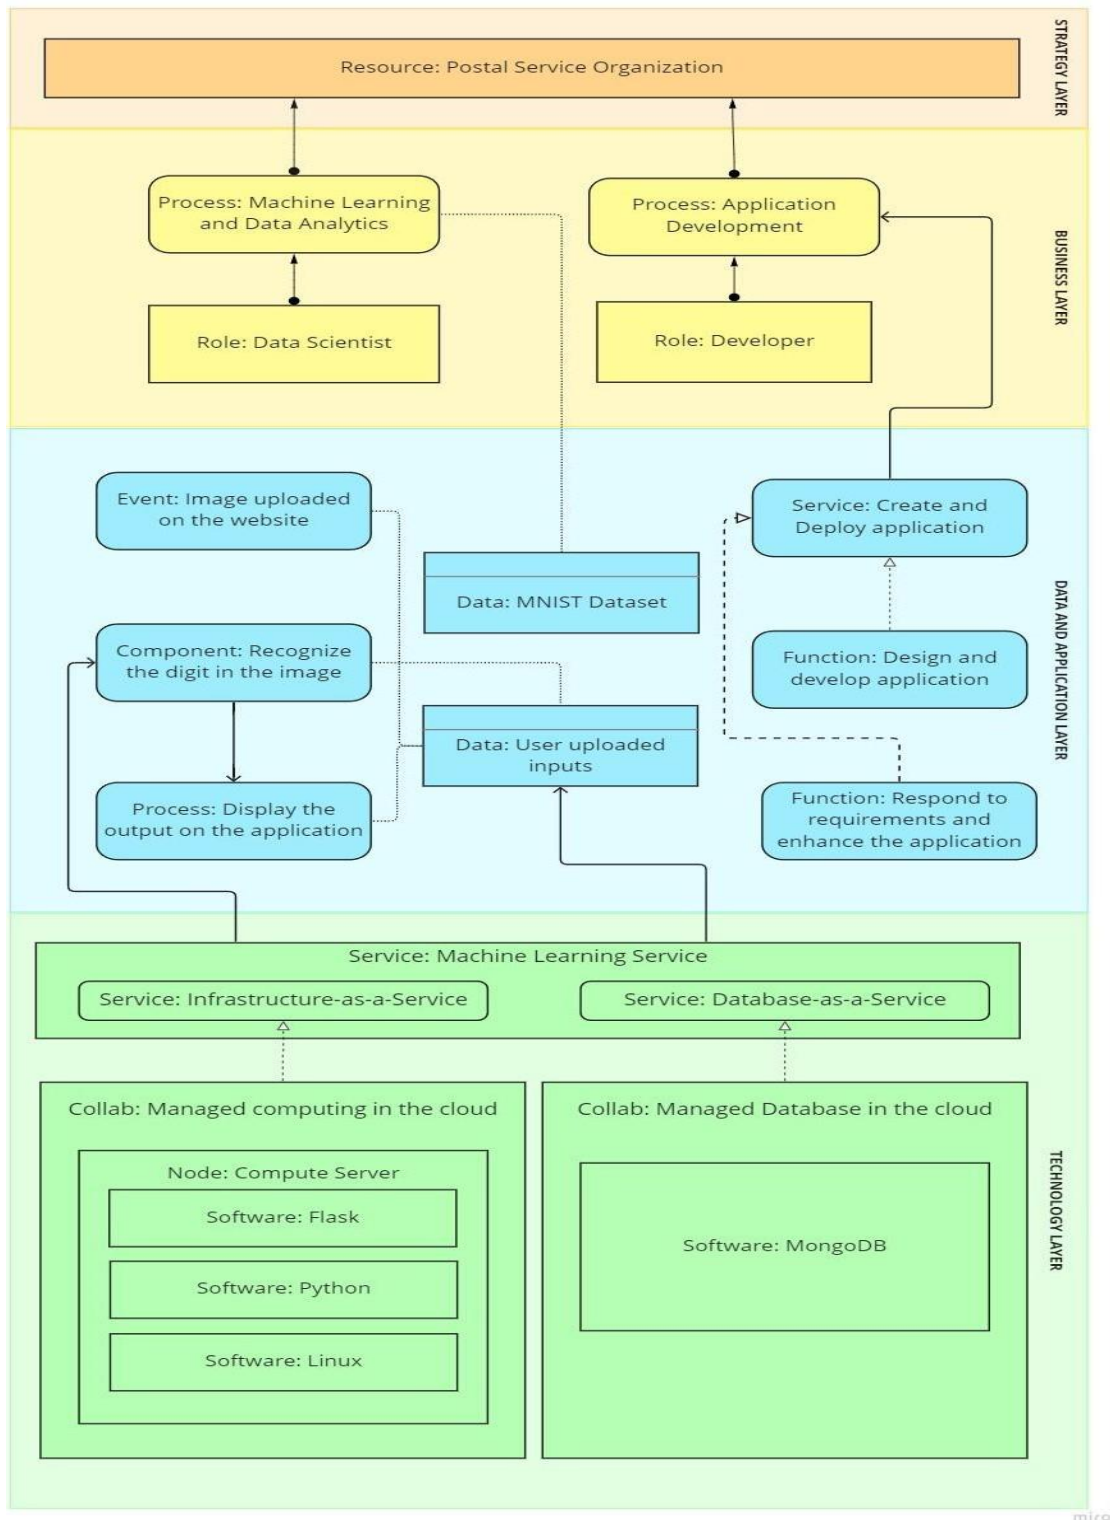 STRATEGY LAYER
Resource: Postal Service Organization
BUSINESS LAYER
Process: Machine Learning
and Data Analytics
Process: Application
Development
Role: Data Scientist
Role: Developer
DATA AND APPLICATION LAYER
Event: Image uploaded
on the website
Service: Create and
Deploy application
Data: MNIST Dataset
Component: Recognize
the digit in the image
Function: Design and
develop application
Data: User uploaded
inputs
Process: Display the
output on the application
Function: Respond to
requirements and
enhance the application
Service: Machine Learning Service
Service: Infrastructure-as-a-Service
Service: Database-as-a-Service
TECHNOLOGY LAYER
Collab: Managed computing in the cloud
Collab: Managed Database in the cloud
Node: Compute Server
Software: Flask
Software: Python
Software: Linux
Software: MongoDB
miro